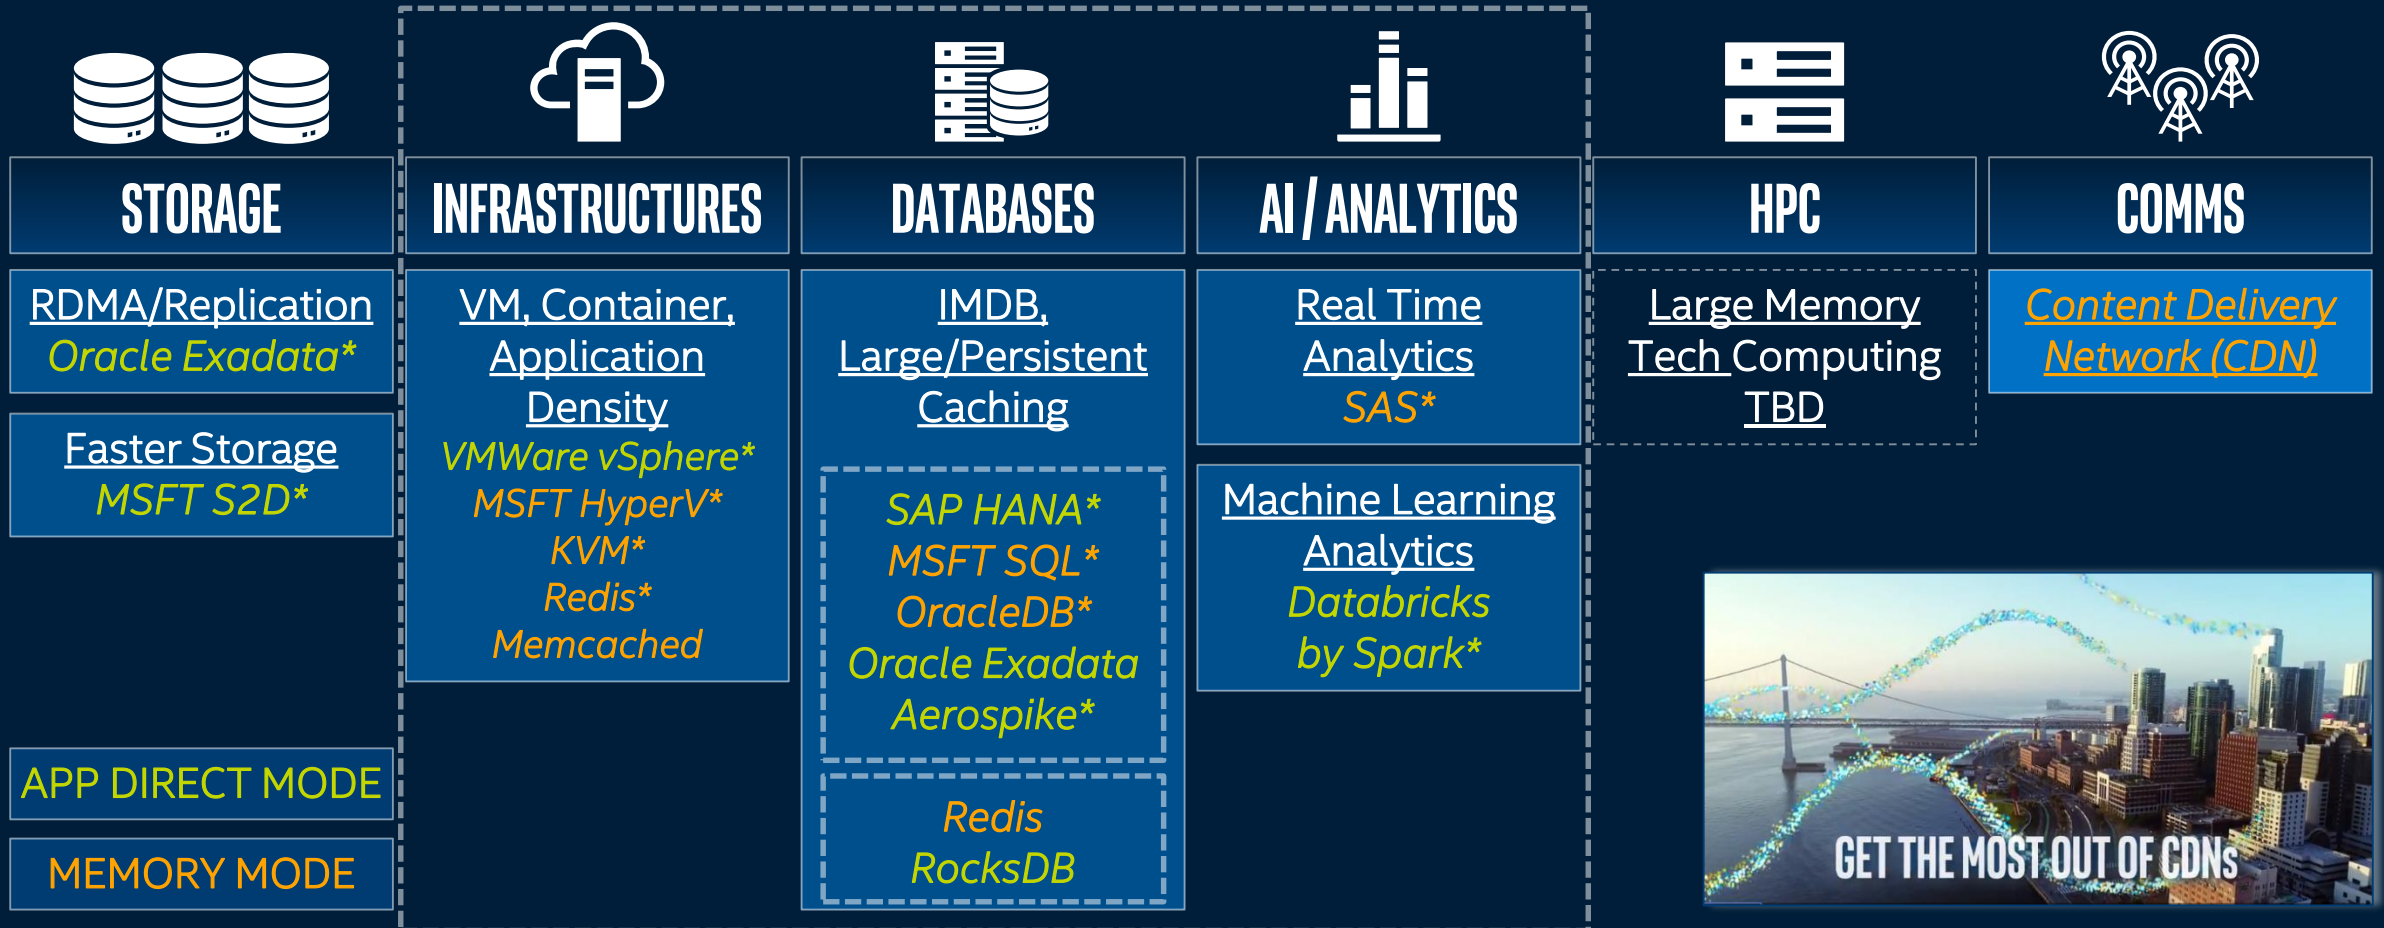 STORAGE
RDMA/Replication
Oracle Exadata*
Faster Storage
MSFT S2D*
APP DIRECT MODE
MEMORY MODE
INFRASTRUCTURES
VM, Container,
Application
Density
VMWare vSphere*
MSFT HyperV*
KVM*
Redis*
Memcached
DATABASES
IMDB,
Large/Persistent
Caching
SAP HANA*
MSFT SQL*
OracleDB*
Oracle Exadata
Aerospike*
Redis
RocksDB
AI / ANALYTICS
Real Time
Analytics
SAS*
Machine Learning
Analytics
Databricks
by Spark*
HPC
Large Memory
Tech Computing
TBD
COMMS
Content Delivery
Network (CDN)
GET THE MOST OUT OF CDNs